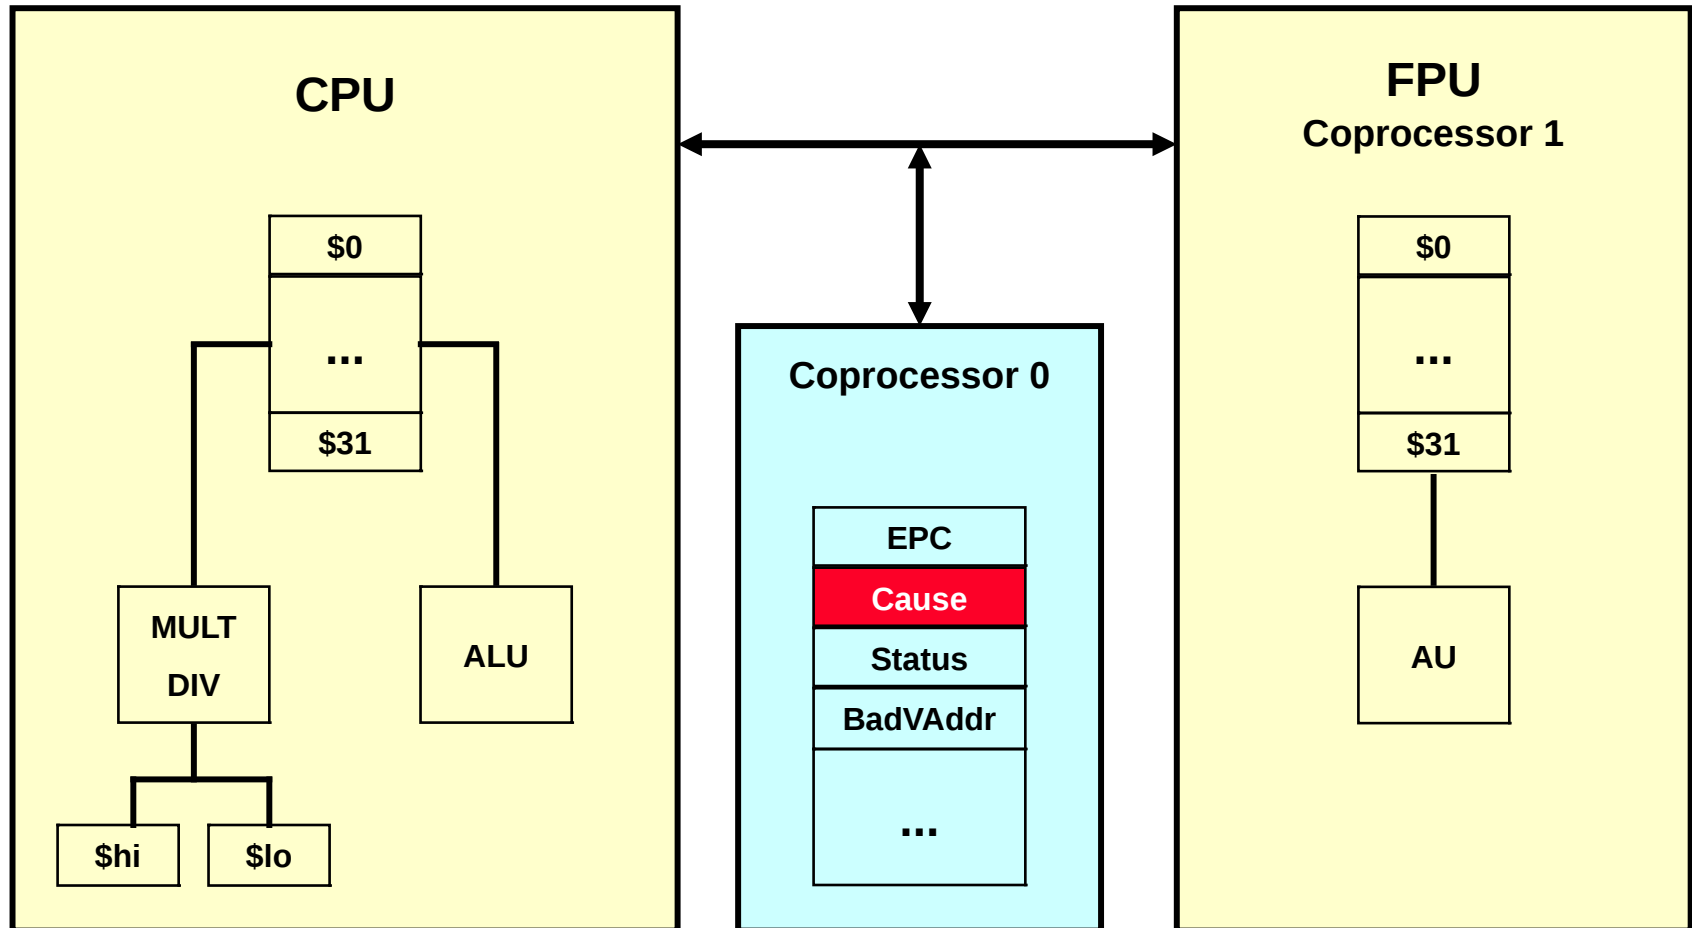 CPU
$0
...
$31
MULT
DIV
ALU
$hi
$lo
Coprocessor 0
EPC
Cause
Status
BadVAddr
...
FPU
Coprocessor 1
$0
...
$31
AU